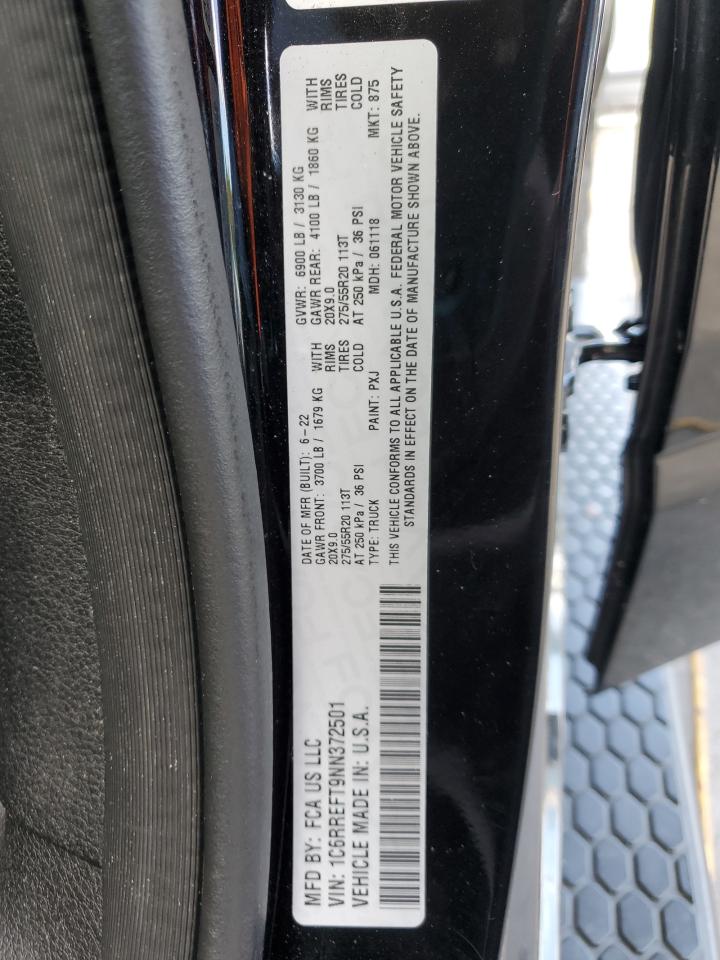 MFD BY: FCA US LLC
VIN: 1C6RREFT9NN372501
VEHICLE MADE IN: U.S.A.
DATE OF MFR (BUILT): 6-22 GVWR: 6900 LB / 3130 KG
GAWR FRONT: 3700 LB / 1679 KG WITH GAWR REAR: 4100 LB / 1860 KG WITH
20X9.0 RIMS 20X9.0 RIMS
275/55R20 113T TIRES 275/55R20 113T TIRES
AT 250 kPa / 36 PSI COLD AT 250 kPa / 36 PSI COLD
TYPE: TRUCK PAINT: PXJ MDH: 061118 MKT: 875
THIS VEHICLE CONFORMS TO ALL APPLICABLE U.S.A. FEDERAL MOTOR VEHICLE SAFETY
STANDARDS IN EFFECT ON THE DATE OF MANUFACTURE SHOWN ABOVE.